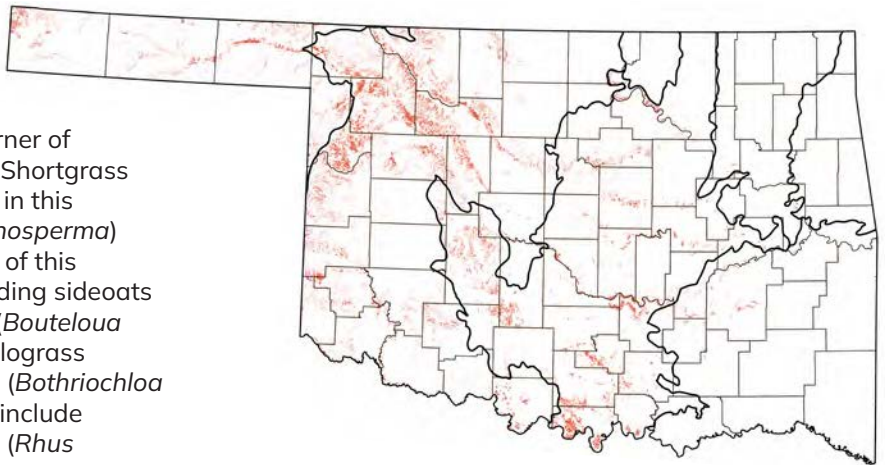 rner of
Shortgrass
in this
nosperma)
of this
ding sideoats
(Bouteloua
lograss
(Bothriochloa
include
(Rhus